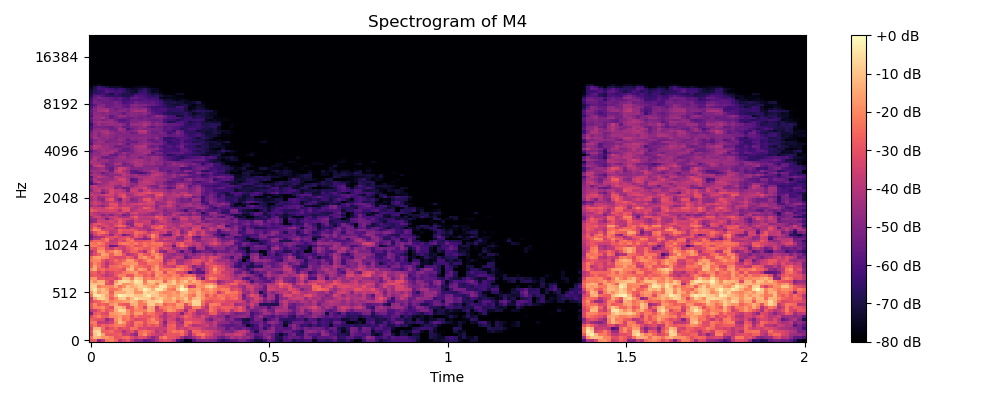 Spectrogram of M4
Hz
16384
8192
4096
2048
1024
512
0
0
0.5
1
1.5
2
Time
+0 dB
-10 dB
-20 dB
-30 dB
-40 dB
-50 dB
-60 dB
-70 dB
-80 dB